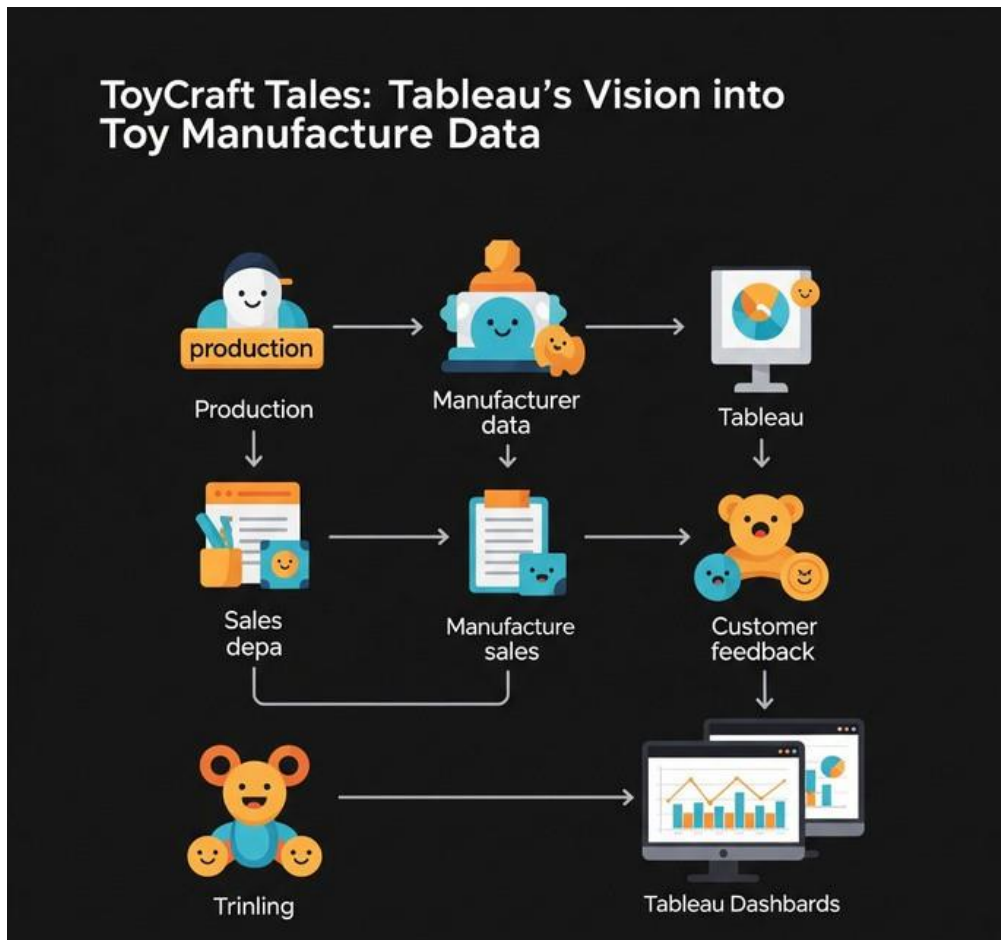 ToyCraft Tales: Tableau's Vision into
Toy Manufacture Data
production
Production
Manufacturer
data
Tableau
Sales
depa
Manufacture
sales
Customer
feedback
Trinling
Tableau Dashbards